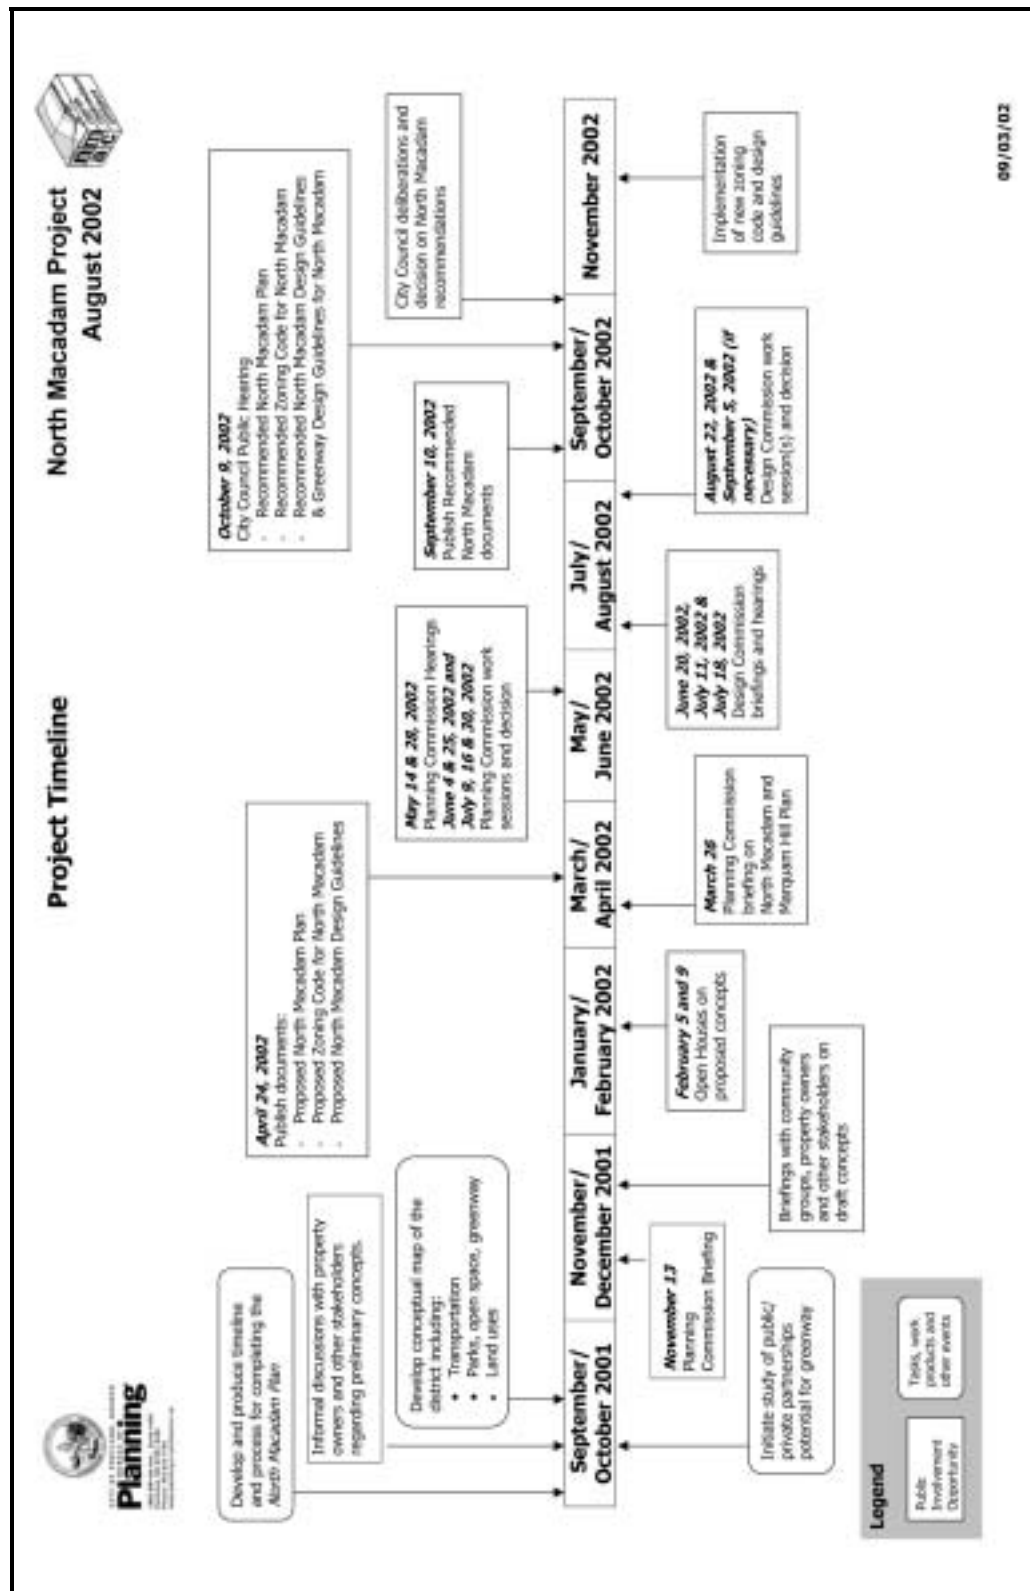 Planning
Project Timeline
North Macadam Project
August 2002
Develop and produce timeline
and process for completing the
North Macadam Plan
Informal discussions with property
owners and other stakeholders
regarding preliminary concepts.
Develop conceptual map of the
district including:
• Transportation
• Parks, open space, greenway
• Land uses
April 24, 2002
Publish documents:
- Proposed North Macadam Plan
- Proposed Zoning Code for North Macadam
- Proposed North Macadam Design Guidelines
May 14 & 28, 2002
Planning Commission Hearings
June 4 & 25, 2002 and
July 9, 16 & 30, 2002
Planning Commission work
sessions and decision
October 9, 2002
City Council Public Hearing
- Recommended North Macadam Plan
- Recommended Zoning Code for North Macadam
- Recommended North Macadam Design Guidelines
& Greenway Design Guidelines for North Macadam
September 10, 2002
Publish Recommended
North Macadam
documents
City Council deliberations and
decision on North Macadam
recommendations
September/
October 2001
November/
December 2001
January/
February 2002
March/
April 2002
May/
June 2002
July/
August 2002
September/
October 2002
November 2002
Initiate study of public/
private partnerships
potential for greenway
November 13
Planning
Commission Briefing
Briefings with community
groups, property owners
and other stakeholders on
draft concepts
February 5 and 9
Open Houses on
proposed concepts
March 26
Planning Commission
briefing on
North Macadam and
Marquam Hill Plan
June 20, 2002,
July 11, 2002 &
July 18, 2002
Design Commission
briefings and hearings
August 22, 2002 &
September 5, 2002 (if
necessary)
Design Commission work
session(s) and decision
Implementation
of new zoning
code and design
guidelines
Legend
Public
Involvement
Opportunity
Tasks, work
products and
other events
09/03/02